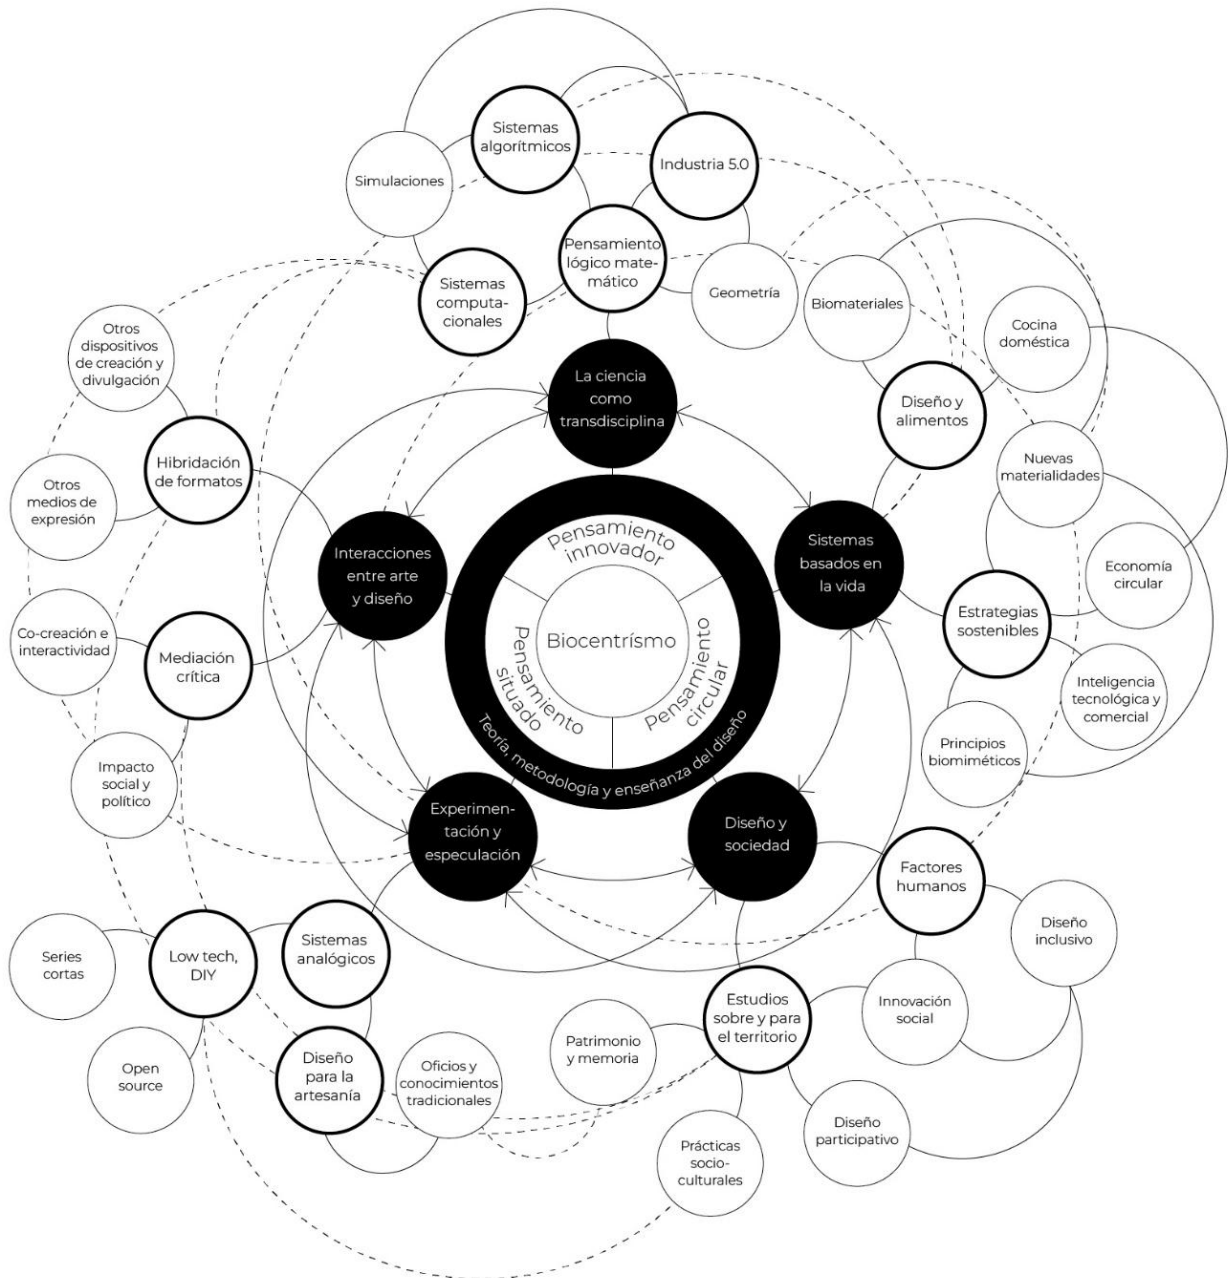 Sistemas
algorítmicos
Industria 5.0
Simulaciones
Pensamiento
lógico mate-
mático
Sistemas
computa-
cionales
Geometría
Biomateriales
Cocina
doméstica
Otros
dispositivos
de creación y
divulgación
La ciencia
como
transdisciplina
Diseño y
alimentos
Hibridación
de formatos
Otros
medios de
expresión
Nuevas
materialidades
Interacciones
entre arte
y diseño
Pensamiento
innovador
Sistemas
basados en
la vida
Economía
circular
Co-creación e
interactividad
Mediación
crítica
Biocentrísmo
Pensamiento
situado
Pensamiento
circular
Estrategias
sostenibles
Inteligencia
tecnológica y
comercial
Principios
biomiméticos
Teoría, metodología y enseñanza del diseño
Impacto
social y
político
Experimen-
tación y
especulación
Diseño y
sociedad
Factores
humanos
Diseño
inclusivo
Series
cortas
Low tech,
DIY
Sistemas
analógicos
Estudios
sobre y para
el territorio
Innovación
social
Patrimonio
y memoria
Open
source
Diseño
para la
artesanía
Oficios y
conocimientos
tradicionales
Diseño
participativo
Prácticas
socio-
culturales